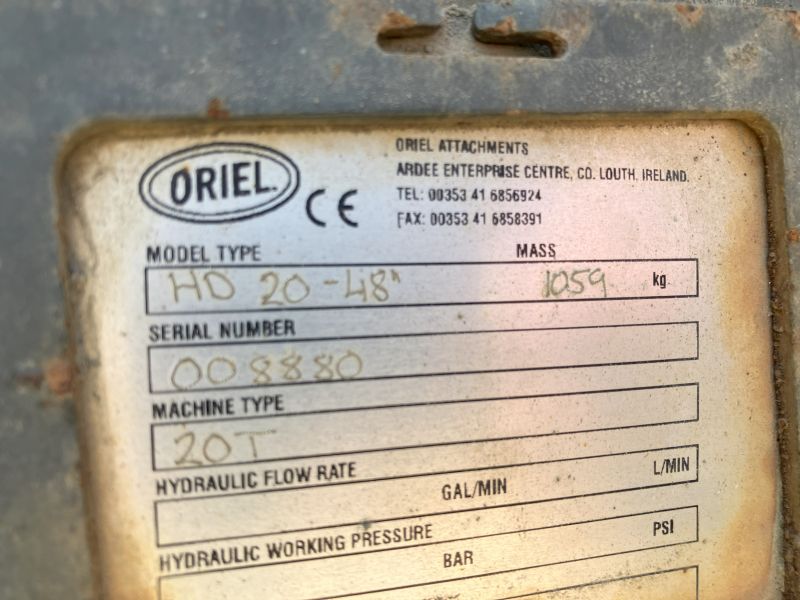 ORIEL.
CE
ORIEL ATTACHMENTS
ARDEE ENTERPRISE CENTRE, CO. LOUTH, IRELAND.
TEL: 00353 41 6856924
FAX: 00353 41 6858391
MODEL TYPE MASS
HD 20-48" 1059 kg
SERIAL NUMBER
008880
MACHINE TYPE
20T
HYDRAULIC FLOW RATE
GAL/MIN L/MIN
HYDRAULIC WORKING PRESSURE
BAR PSI